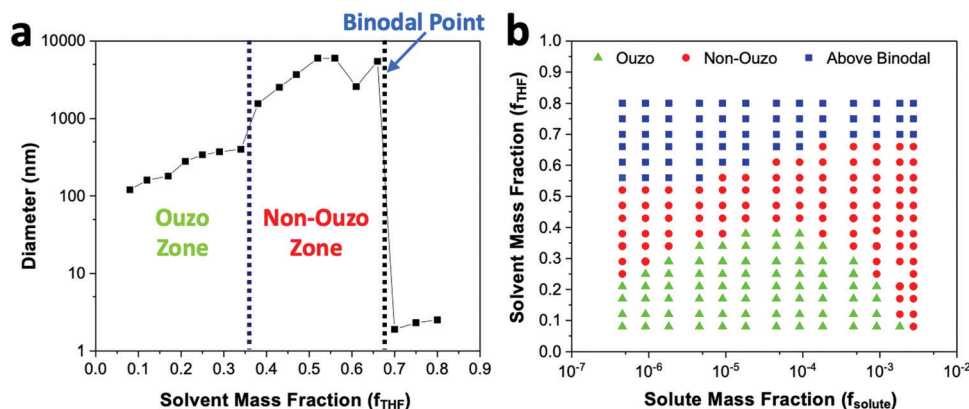 a
Binodal Point
Diameter (nm)
10000
1000
100
10
1
Ouzo
Zone
Non-Ouzo
Zone
0.0 0.1 0.2 0.3 0.4 0.5 0.6 0.7 0.8 0.9
Solvent Mass Fraction (f_THF)
b
Ouzo Non-Ouzo Above Binodal
Solvent Mass Fraction (f_THF)
1.0
0.9
0.8
0.7
0.6
0.5
0.4
0.3
0.2
0.1
0.0
10^-7 10^-6 10^-5 10^-4 10^-3 10^-2
Solute Mass Fraction (f_solute)